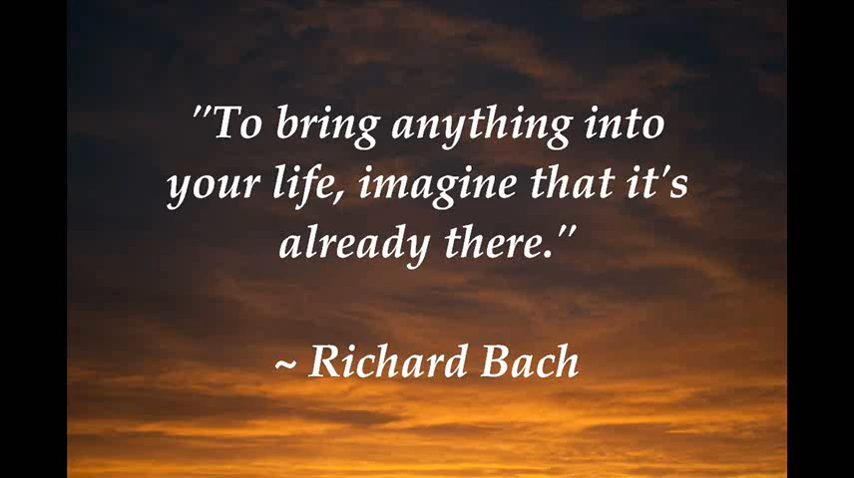 "To bring anything into
your life, imagine that it's
already there."
~ Richard Bach